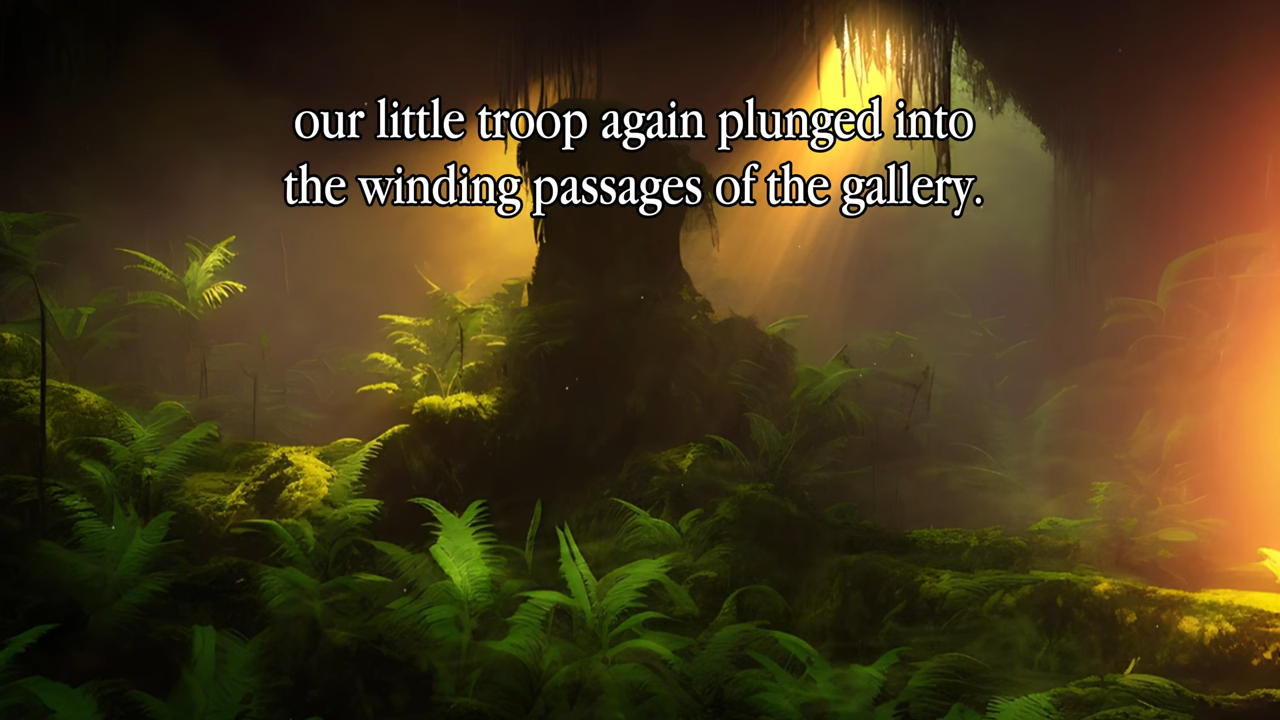 our little troop again plunged into
the winding passages of the gallery.